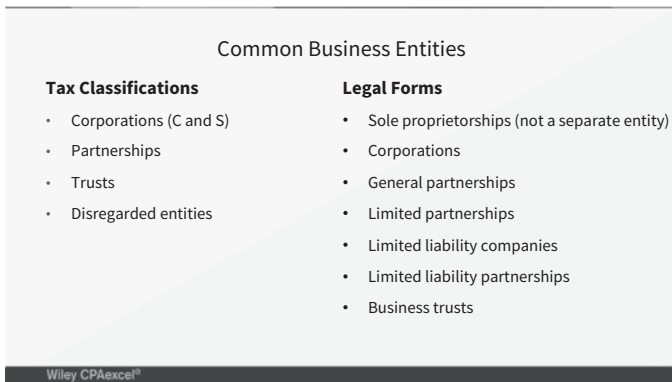 Common Business Entities
Tax Classifications
• Corporations (C and S)
• Partnerships
• Trusts
• Disregarded entities
Legal Forms
• Sole proprietorships (not a separate entity)
• Corporations
• General partnerships
• Limited partnerships
• Limited liability companies
• Limited liability partnerships
• Business trusts
Wiley CPAexcel®